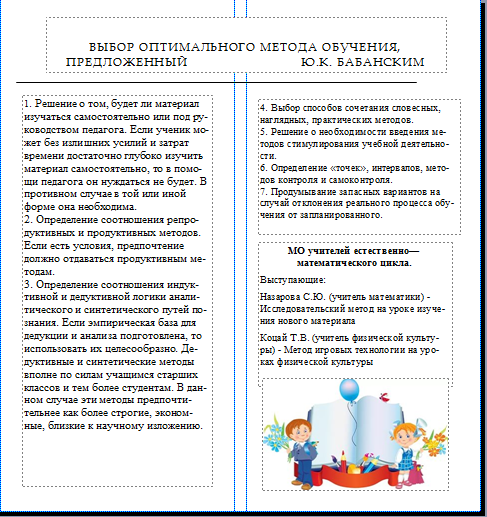 ВЫБОР ОПТИМАЛЬНОГО МЕТОДА ОБУЧЕНИЯ,
ПРЕДЛОЖЕННЫЙ Ю.К. БАБАНСКИМ
1. Решение о том, будет ли материал
изучаться самостоятельно или под ру-
ководством педагога. Если ученик мо-
жет без излишних усилий и затрат
времени достаточно глубоко изучить
материал самостоятельно, то в помо-
щи педагога он нуждаться не будет. В
противном случае в той или иной
форме она необходима.
2. Определение соотношения репро-
дуктивных и продуктивных методов.
Если есть условия, предпочтение
должно отдаваться продуктивным ме-
тодам.
3. Определение соотношения индук-
тивной и дедуктивной логики анали-
тического и синтетического путей по-
знания. Если эмпирическая база для
дедукции и анализа подготовлена, то
использовать их целесообразно. Де-
дуктивные и синтетические методы
вполне по силам учащимся старших
классов и тем более студентам. В дан-
ном случае эти методы предпочти-
тельнее как более строгие, эконом-
ные, близкие к научному изложению.
4. Выбор способов сочетания словесных,
наглядных, практических методов.
5. Решение о необходимости введения ме-
тодов стимулирования учебной деятельно-
сти.
6. Определение «точек», интервалов, мето-
дов контроля и самоконтроля.
7. Продумывание запасных вариантов на
случай отклонения реального процесса обу-
чения от запланированного.
МО учителей естественно—
математического цикла.
Выступающие:
Назарова С.Ю. (учитель математики) -
Исследовательский метод на уроке изуче-
ния нового материала
Коцай Т.В. (учитель физической культу-
ры) - Метод игровых технологии на уро-
ках физической культуры